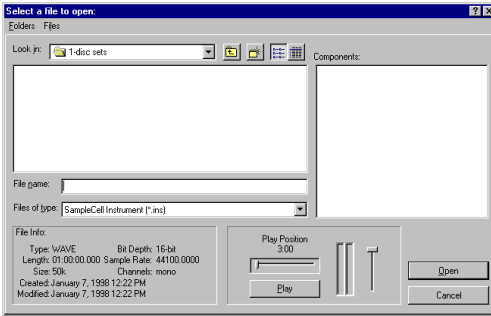 Select a file to open:
Folders Files
Look in: 1-disc sets
Components:
File name:
Files of type: SampleCell Instrument (*.ins)
File Info:
Type: WAVE Bit Depth: 16-bit
Length: 01:00:00.000 Sample Rate: 44100.0000
Size: 50k Channels: mono
Created: January 7, 1998 12:22 PM
Modified: January 7, 1998 12:22 PM
Play Position
3:00
Play
Open
Cancel